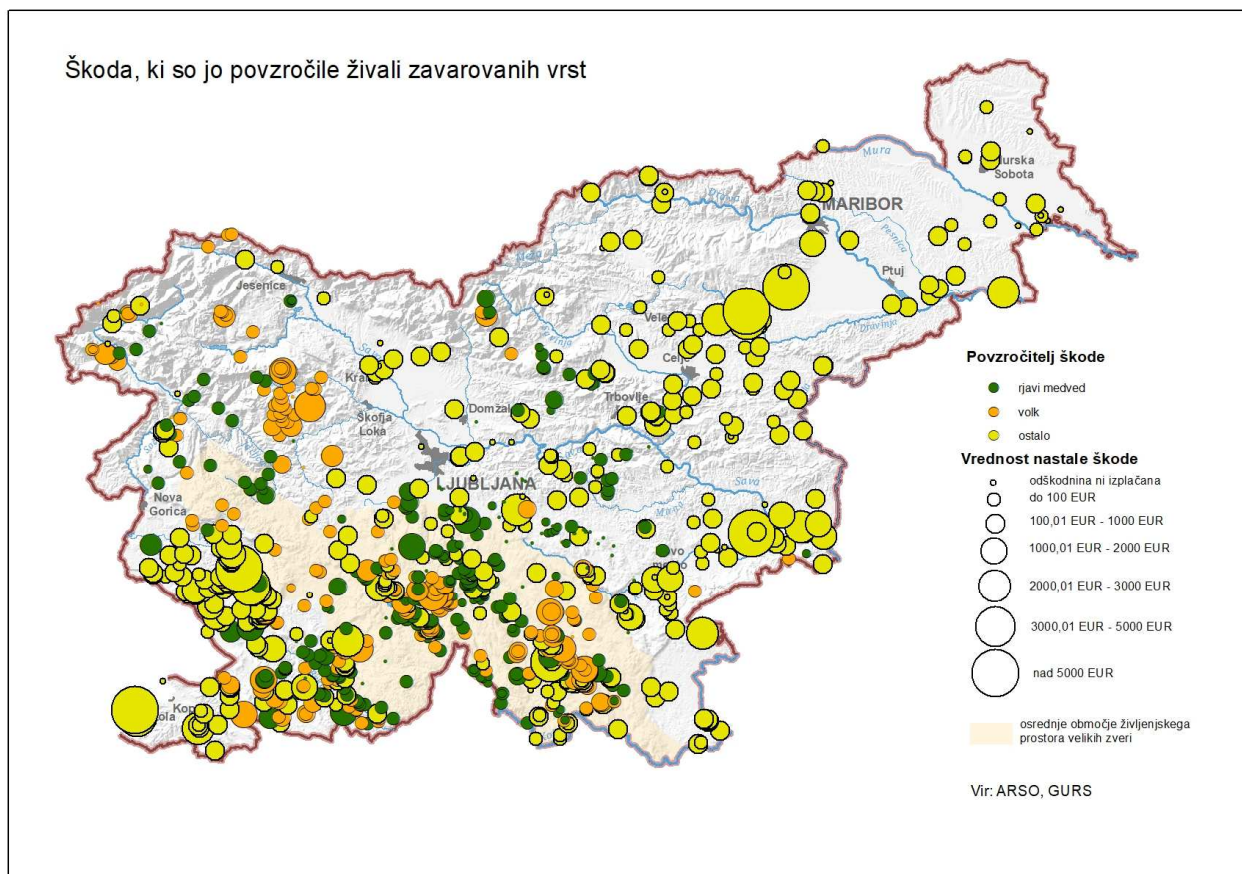 Škoda, ki so jo povzročile živali zavarovanih vrst
Mura
Sobota
Drava
MARIBOR
Pesnica
Ptuj
Jesenice
Dravinja
Celje
Trbovlje
Škofja
Loka
LJUBLJANA
Sava
Nova
Gorica
Povzročitelj škode
rjavi medved
volk
ostalo
Vrednost nastale škode
odškodnina ni izplačana
do 100 EUR
100,01 EUR - 1000 EUR
1000,01 EUR - 2000 EUR
2000,01 EUR - 3000 EUR
3000,01 EUR - 5000 EUR
nad 5000 EUR
osrednje območje življenjskega
prostora velikih zveri
Vir: ARSO, GURS